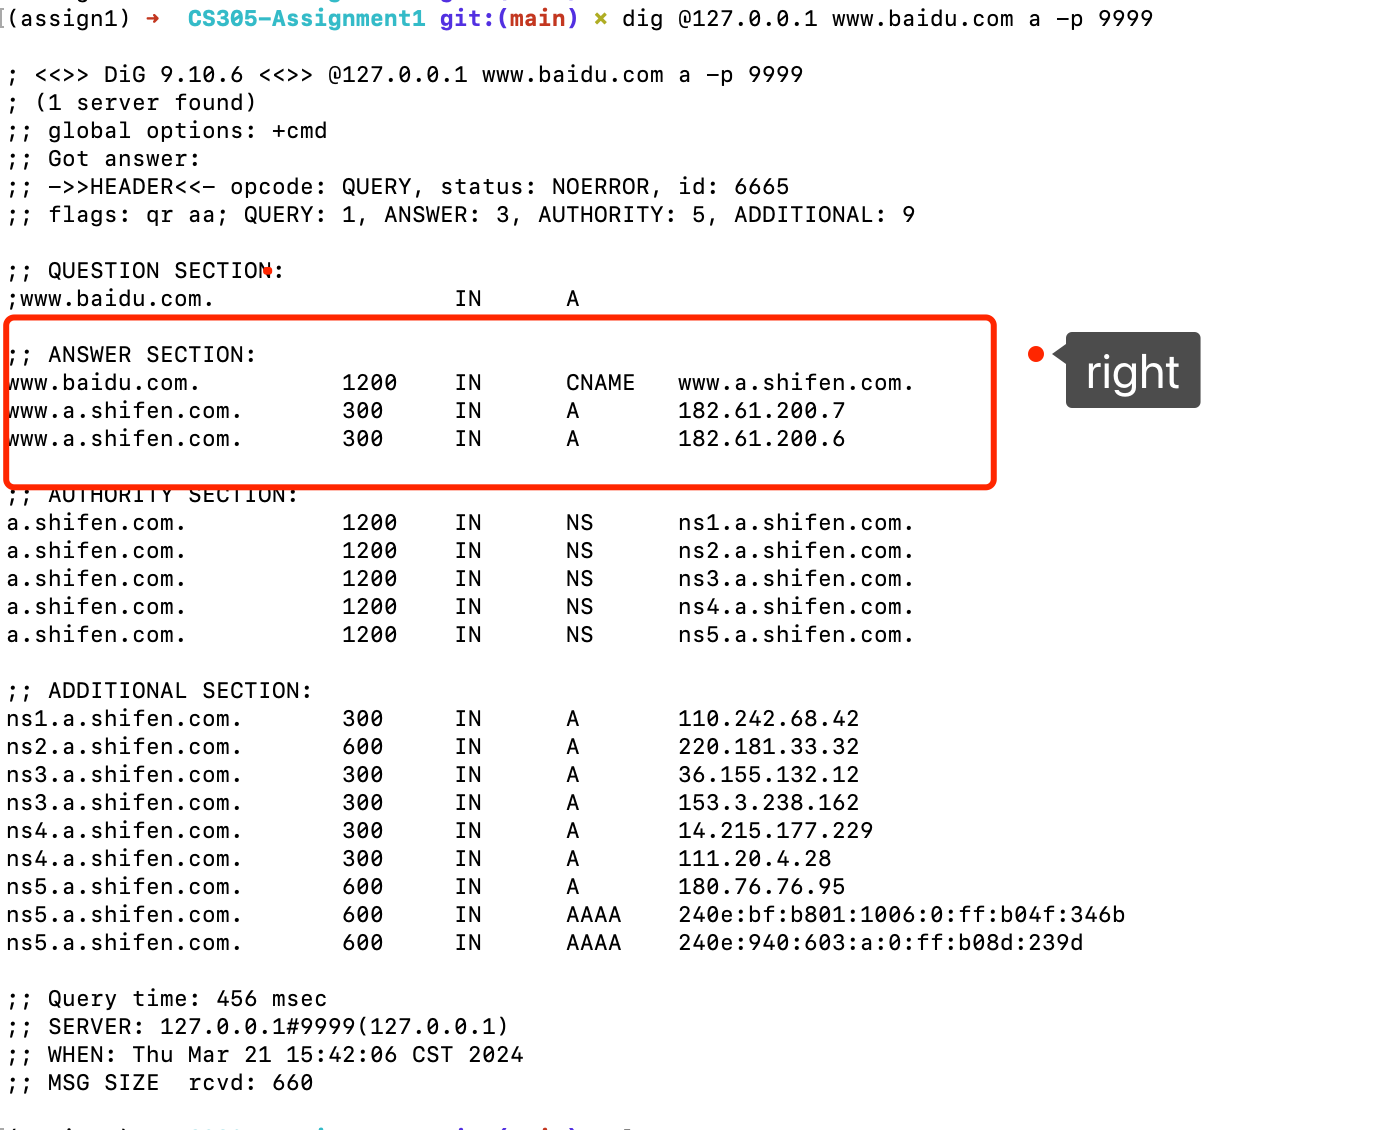 (assign1) ➜ CS305-Assignment1 git:(main) × dig @127.0.0.1 www.baidu.com a -p 9999
; <<>> DiG 9.10.6 <<>> @127.0.0.1 www.baidu.com a -p 9999
; (1 server found)
;; global options: +cmd
;; Got answer:
;; ->>HEADER<<- opcode: QUERY, status: NOERROR, id: 6665
;; flags: qr aa; QUERY: 1, ANSWER: 3, AUTHORITY: 5, ADDITIONAL: 9
;; QUESTION SECTION:
;www.baidu.com. IN A
;; ANSWER SECTION:
right
www.baidu.com. 1200 IN CNAME www.a.shifen.com.
www.a.shifen.com. 300 IN A 182.61.200.7
www.a.shifen.com. 300 IN A 182.61.200.6
;; AUTHORITY SECTION:
a.shifen.com. 1200 IN NS ns1.a.shifen.com.
a.shifen.com. 1200 IN NS ns2.a.shifen.com.
a.shifen.com. 1200 IN NS ns3.a.shifen.com.
a.shifen.com. 1200 IN NS ns4.a.shifen.com.
a.shifen.com. 1200 IN NS ns5.a.shifen.com.
;; ADDITIONAL SECTION:
ns1.a.shifen.com. 300 IN A 110.242.68.42
ns2.a.shifen.com. 600 IN A 220.181.33.32
ns3.a.shifen.com. 300 IN A 36.155.132.12
ns3.a.shifen.com. 300 IN A 153.3.238.162
ns4.a.shifen.com. 300 IN A 14.215.177.229
ns4.a.shifen.com. 300 IN A 111.20.4.28
ns5.a.shifen.com. 600 IN A 180.76.76.95
ns5.a.shifen.com. 600 IN AAAA 240e:bf:b801:1006:0:ff:b04f:346b
ns5.a.shifen.com. 600 IN AAAA 240e:940:603:a:0:ff:b08d:239d
;; Query time: 456 msec
;; SERVER: 127.0.0.1#9999(127.0.0.1)
;; WHEN: Thu Mar 21 15:42:06 CST 2024
;; MSG SIZE rcvd: 660